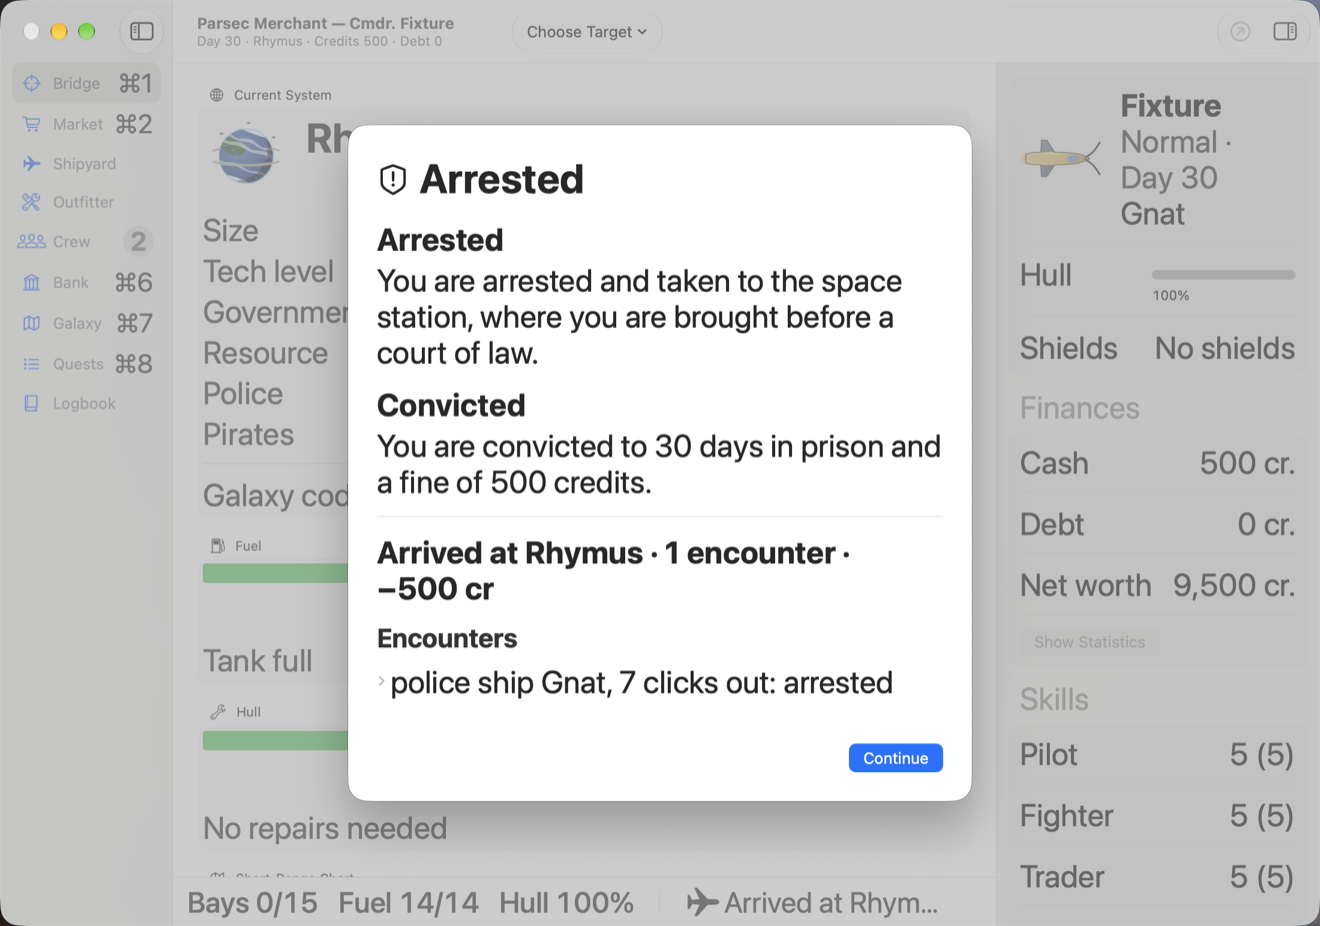 Parsec Merchant — Cmdr. Fixture
Day 30 · Rhymus · Credits 500 · Debt 0
Choose Target
Bridge ⌘1
Market ⌘2
Shipyard
Outfitter
Crew 2
Bank ⌘6
Galaxy ⌘7
Quests ⌘8
Logbook
Current System
Rh
Size
Tech level
Governmer
Resource
Police
Pirates
Galaxy cod
Fuel
Tank full
Hull
No repairs needed
Bays 0/15 Fuel 14/14 Hull 100%
Arrived at Rhym...
Arrested
Arrested
You are arrested and taken to the space
station, where you are brought before a
court of law.
Convicted
You are convicted to 30 days in prison and
a fine of 500 credits.
Arrived at Rhymus · 1 encounter ·
−500 cr
Encounters
police ship Gnat, 7 clicks out: arrested
Continue
Fixture
Normal ·
Day 30
Gnat
Hull
100%
Shields No shields
Finances
Cash 500 cr.
Debt 0 cr.
Net worth 9,500 cr.
Show Statistics
Skills
Pilot 5 (5)
Fighter 5 (5)
Trader 5 (5)